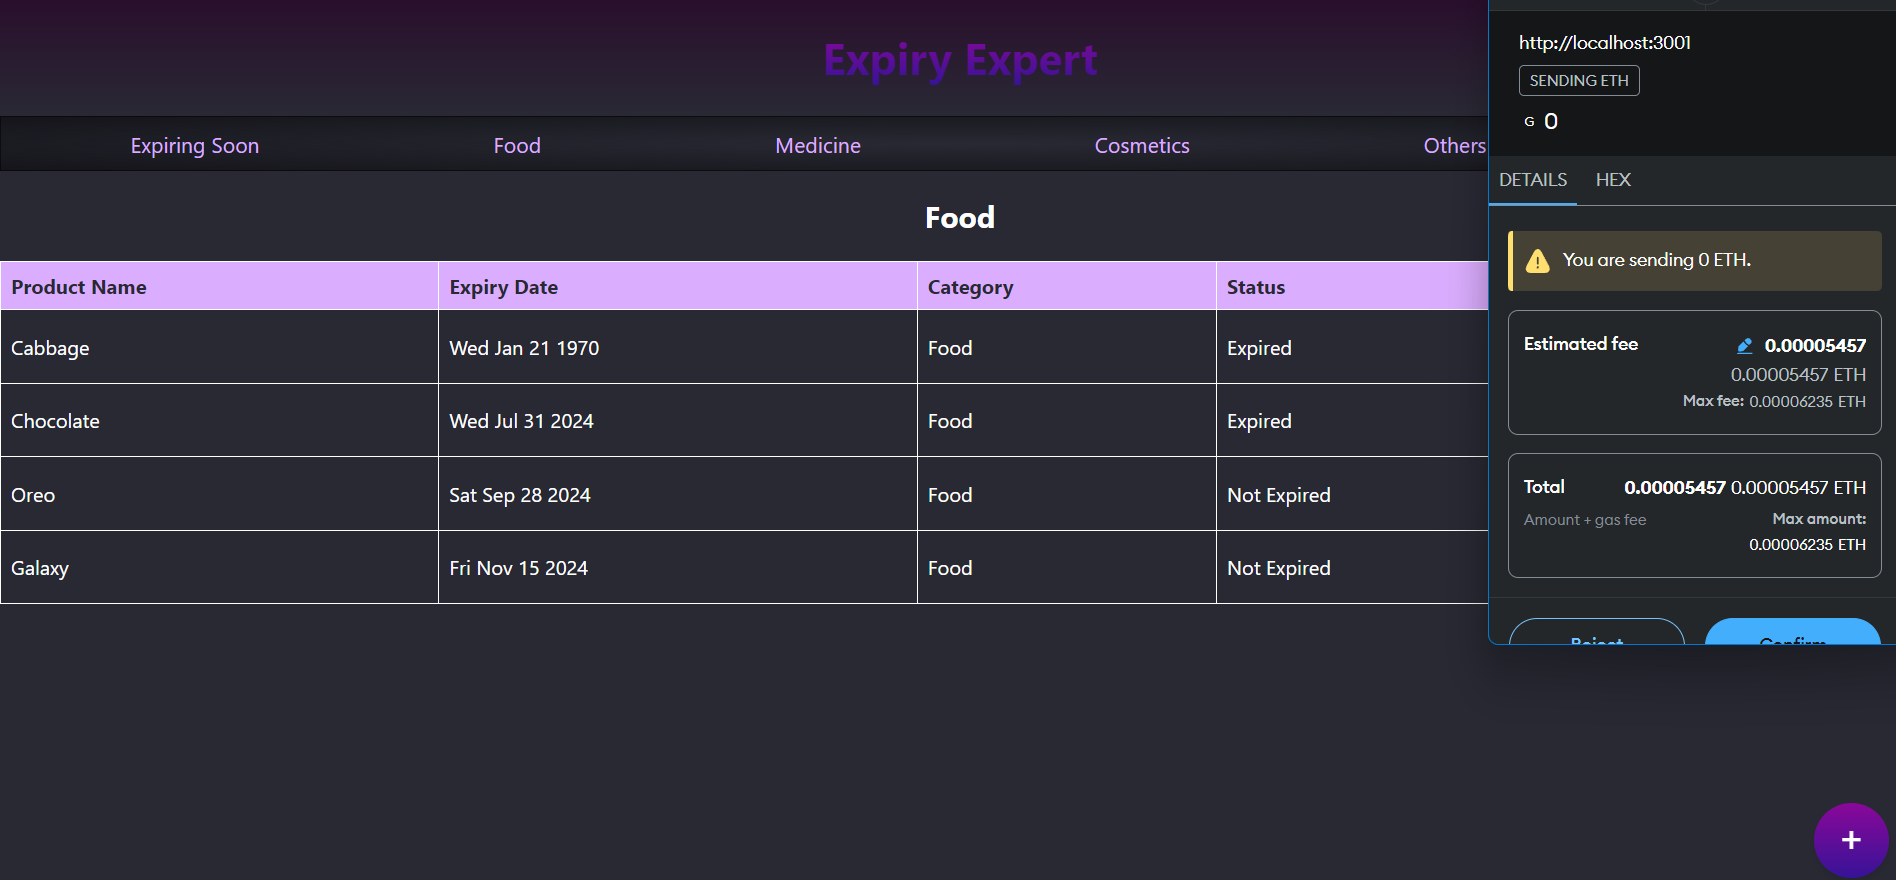 Expiry Expert
Expiring Soon Food Medicine Cosmetics Others
Food
Product Name Expiry Date Category Status
Cabbage Wed Jan 21 1970 Food Expired
Chocolate Wed Jul 31 2024 Food Expired
Oreo Sat Sep 28 2024 Food Not Expired
Galaxy Fri Nov 15 2024 Food Not Expired
+
http://localhost:3001
SENDING ETH
G 0
DETAILS HEX
You are sending 0 ETH.
Estimated fee 0.00005457
0.00005457 ETH
Max fee: 0.00006235 ETH
Total 0.00005457 0.00005457 ETH
Amount + gas fee Max amount:
0.00006235 ETH
Reject Confirm